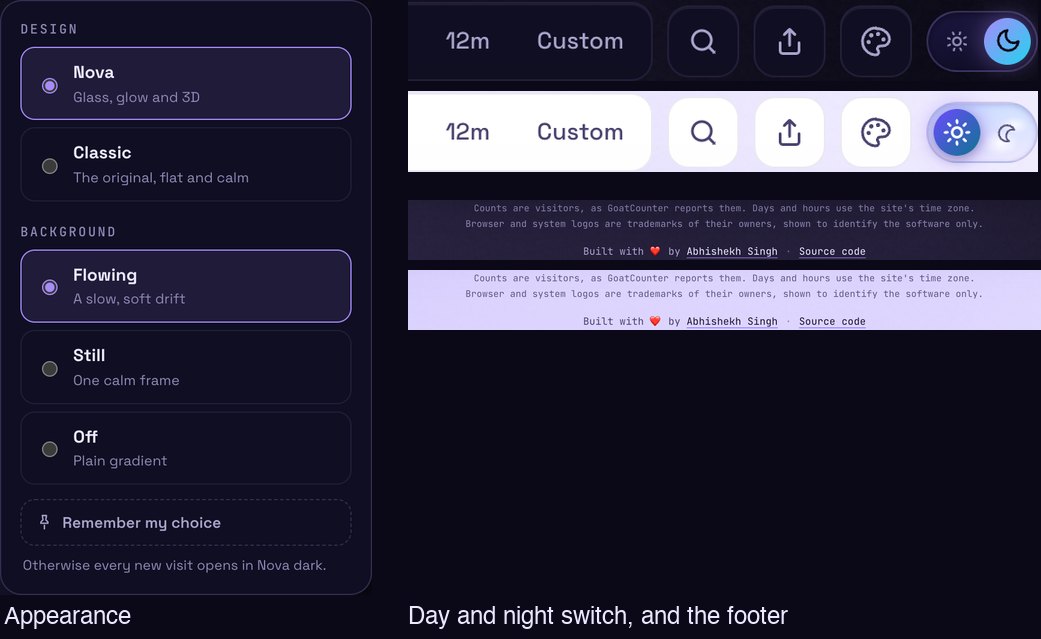 DESIGN
Nova
Glass, glow and 3D
Classic
The original, flat and calm
BACKGROUND
Flowing
A slow, soft drift
Still
One calm frame
Off
Plain gradient
Remember my choice
Otherwise every new visit opens in Nova dark.
Appearance
12m Custom
12m Custom
Counts are visitors, as GoatCounter reports them. Days and hours use the site's time zone.
Browser and system logos are trademarks of their owners, shown to identify the software only.
Built with ❤️ by Abhishekh Singh · Source code
Counts are visitors, as GoatCounter reports them. Days and hours use the site's time zone.
Browser and system logos are trademarks of their owners, shown to identify the software only.
Built with ❤️ by Abhishekh Singh · Source code
Day and night switch, and the footer